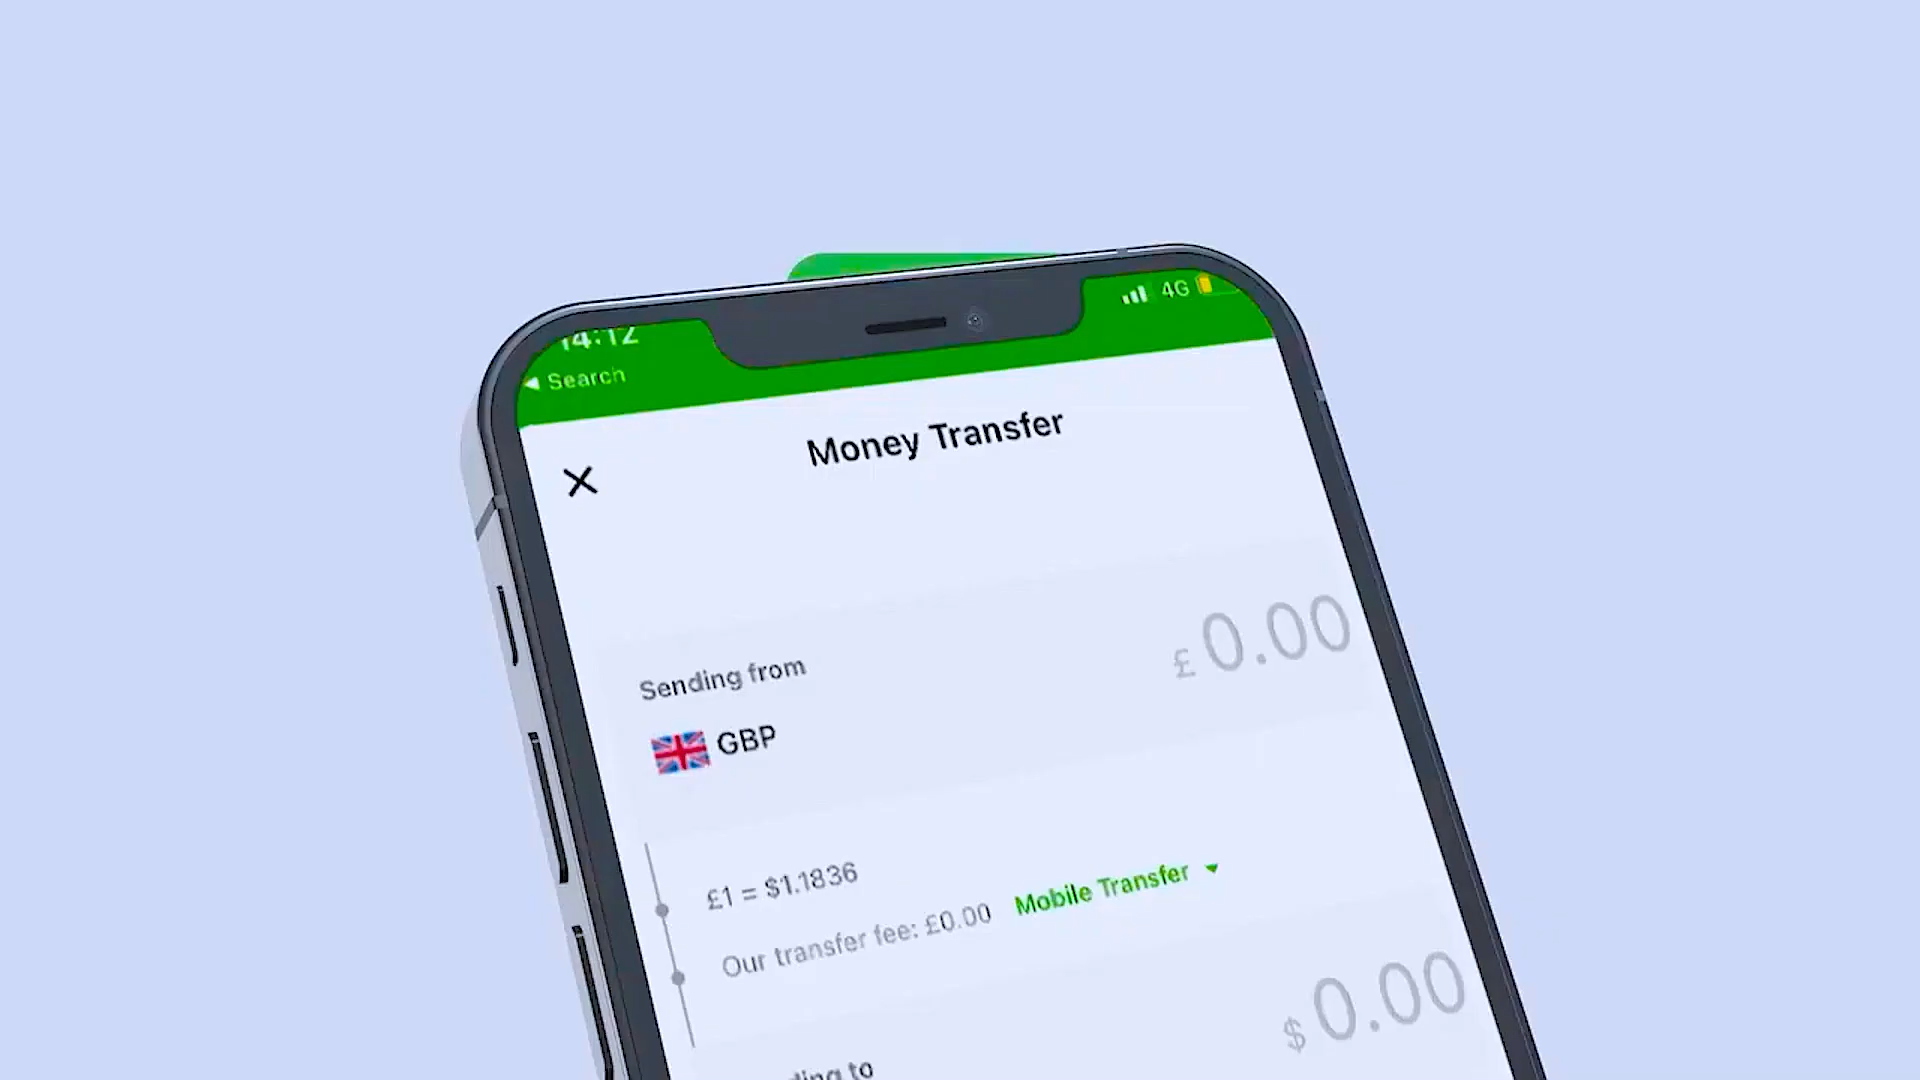 14:12
4G
Search
Money Transfer
£0.00
Sending from
GBP
£1 = $1.1836
Our transfer fee: £0.00 Mobile Transfer
$0.00
to